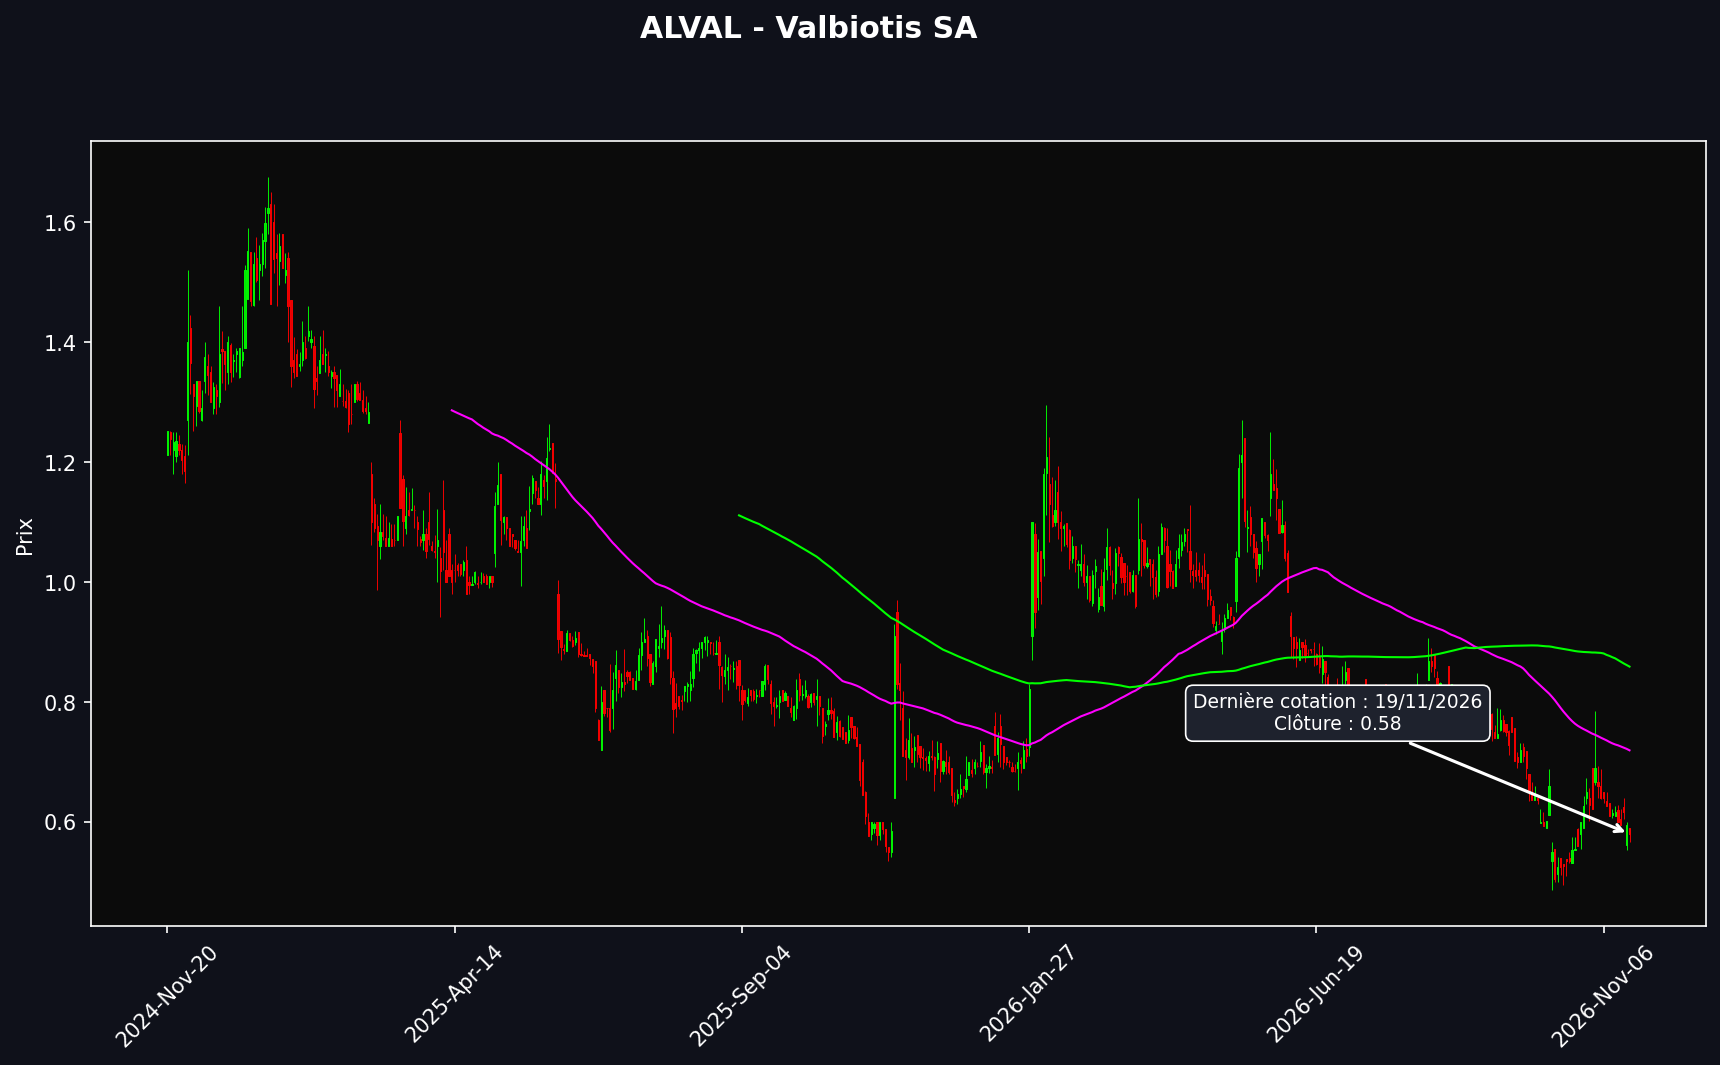 ALVAL - Valbiotis SA
Prix
1.6
1.4
1.2
1.0
0.8
0.6
Dernière cotation : 19/11/2026
Clôture : 0.58
2024-Nov-20
2025-Apr-14
2025-Sep-04
2026-Jan-27
2026-Jun-19
2026-Nov-06